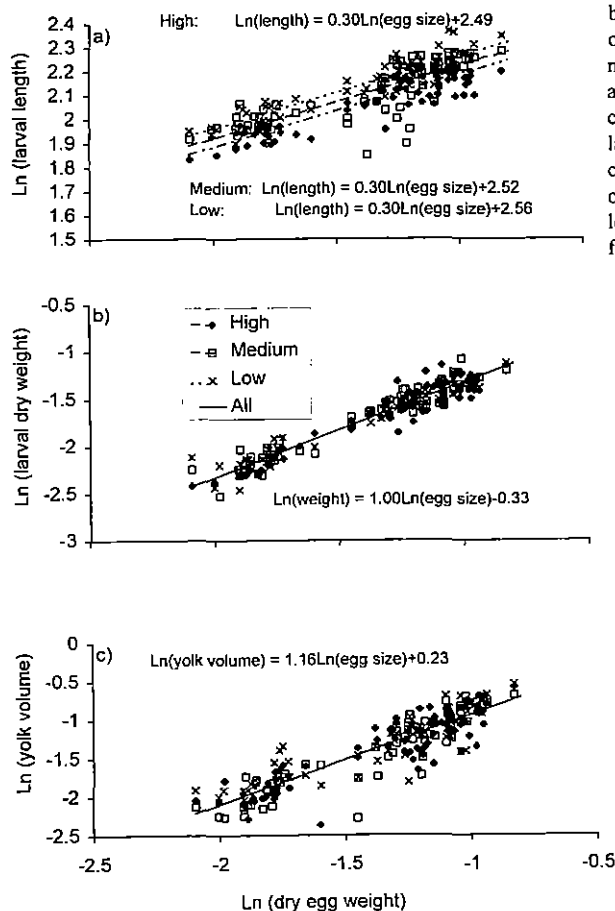 High: Ln(length) = 0.30Ln(egg size)+2.49
a)
2.4
2.3
2.2
2.1
2
1.9
1.8
1.7
1.6
1.5
Ln (larval length)
Medium: Ln(length) = 0.30Ln(egg size)+2.52
Low: Ln(length) = 0.30Ln(egg size)+2.56
b)
-0.5
-1
-1.5
-2
-2.5
-3
Ln (larval dry weight)
High
Medium
Low
All
Ln(weight) = 1.00Ln(egg size)-0.33
c)
0
-0.5
-1
-1.5
-2
-2.5
Ln (yolk volume)
Ln(yolk volume) = 1.16Ln(egg size)+0.23
-2.5 -2 -1.5 -1 -0.5
Ln (dry egg weight)